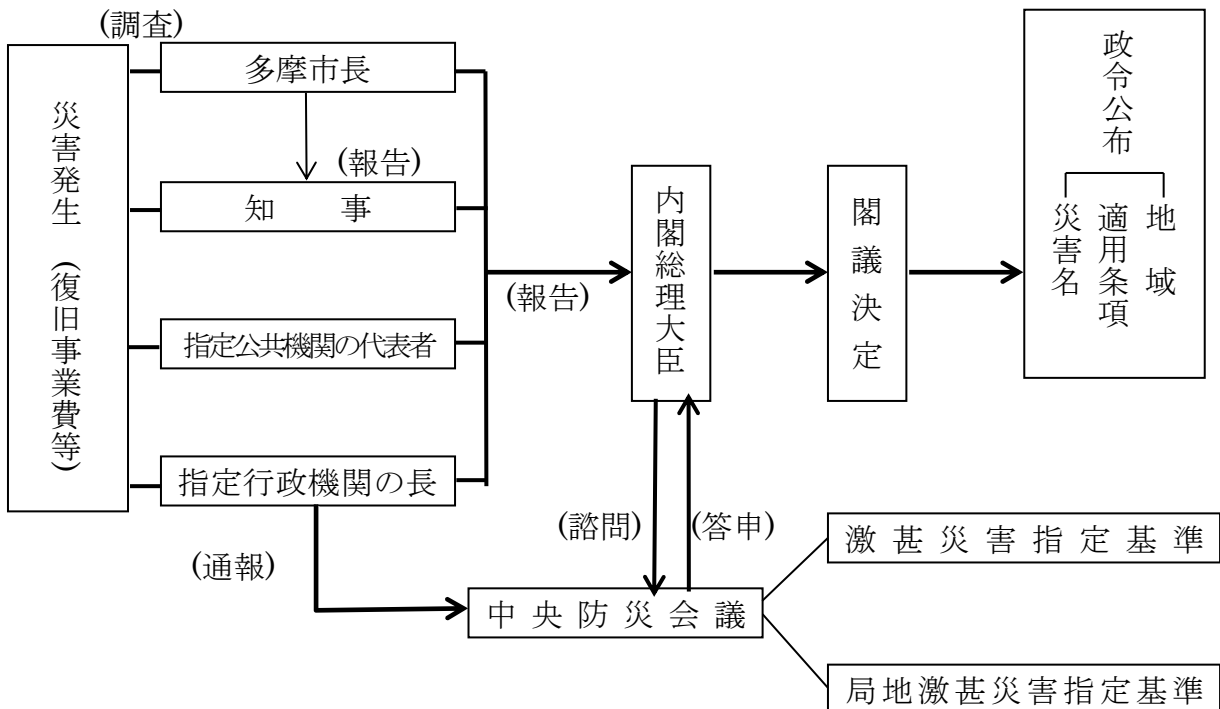 (調査)
災害発生 (復旧事業費等)
多摩市長
(報告)
知 事
指定公共機関の代表者
指定行政機関の長
(通報)
(報告)
内閣総理大臣
閣議決定
政令公布
地 域
適用条項
災害名
(諮問)
(答申)
中央防災会議
激甚災害指定基準
局地激甚災害指定基準